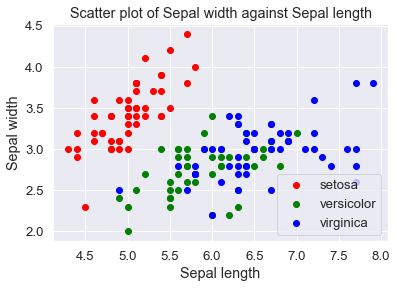 Scatter plot of Sepal width against Sepal length
4.5
4.0
3.5
3.0
2.5
2.0
Sepal width
4.5 5.0 5.5 6.0 6.5 7.0 7.5 8.0
Sepal length
setosa
versicolor
virginica